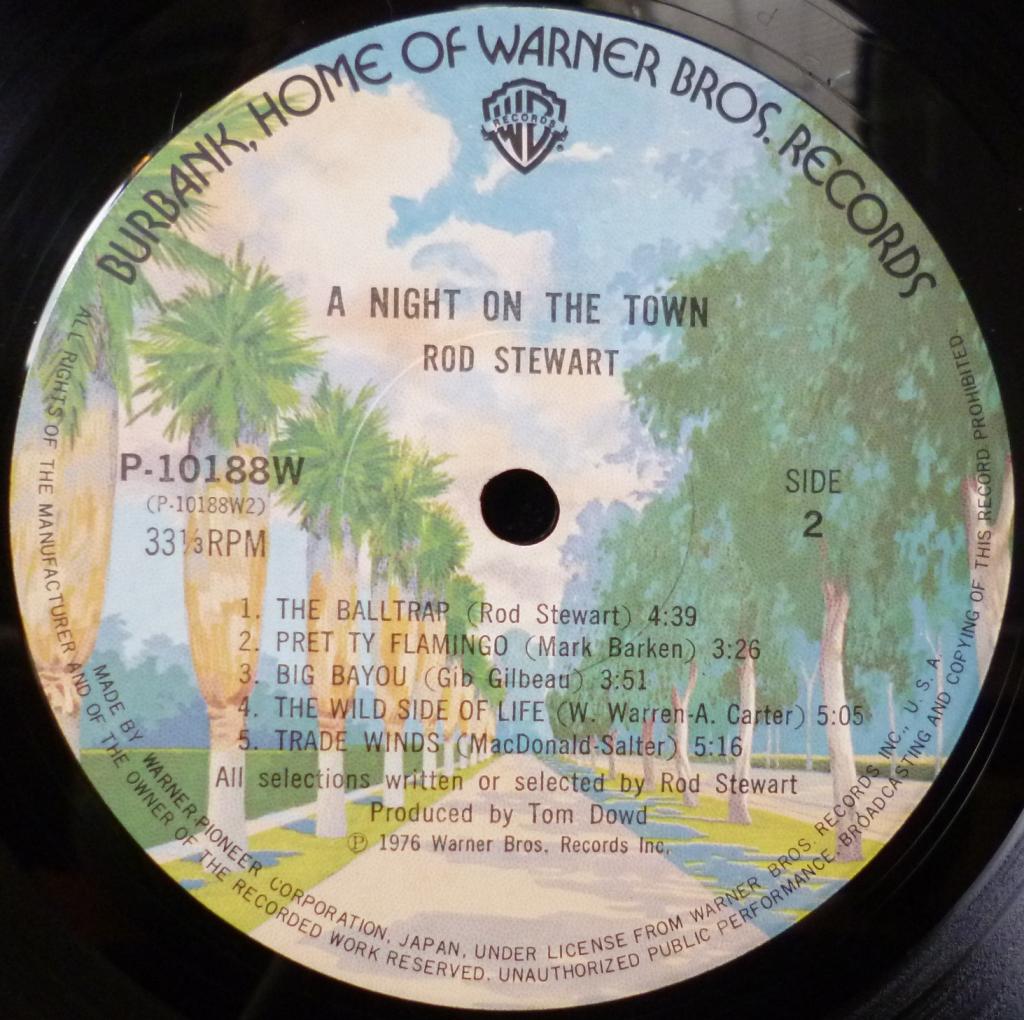 BURBANK, HOME OF WARNER BROS. RECORDS
RECORDS
A NIGHT ON THE TOWN
ROD STEWART
P-10188W
(P-10188W2)
33 1/3 RPM
SIDE
2
1. THE BALLTRAP (Rod Stewart) 4:39
2. PRET TY FLAMINGO (Mark Barken) 3:26
3. BIG BAYOU (Gib Gilbeau) 3:51
4. THE WILD SIDE OF LIFE (W. Warren-A. Carter) 5:05
5. TRADE WINDS (MacDonald-Salter) 5:16
All selections written or selected by Rod Stewart
Produced by Tom Dowd
Ⓟ 1976 Warner Bros. Records Inc.
MADE BY WARNER-PIONEER CORPORATION, JAPAN, UNDER LICENSE FROM WARNER BROS. RECORDS INC., U. S. A.
ALL RIGHTS OF THE MANUFACTURER AND OF THE OWNER OF THE RECORDED WORK RESERVED. UNAUTHORIZED PUBLIC PERFORMANCE. BROADCASTING AND COPYING OF THIS RECORD PROHIBITED